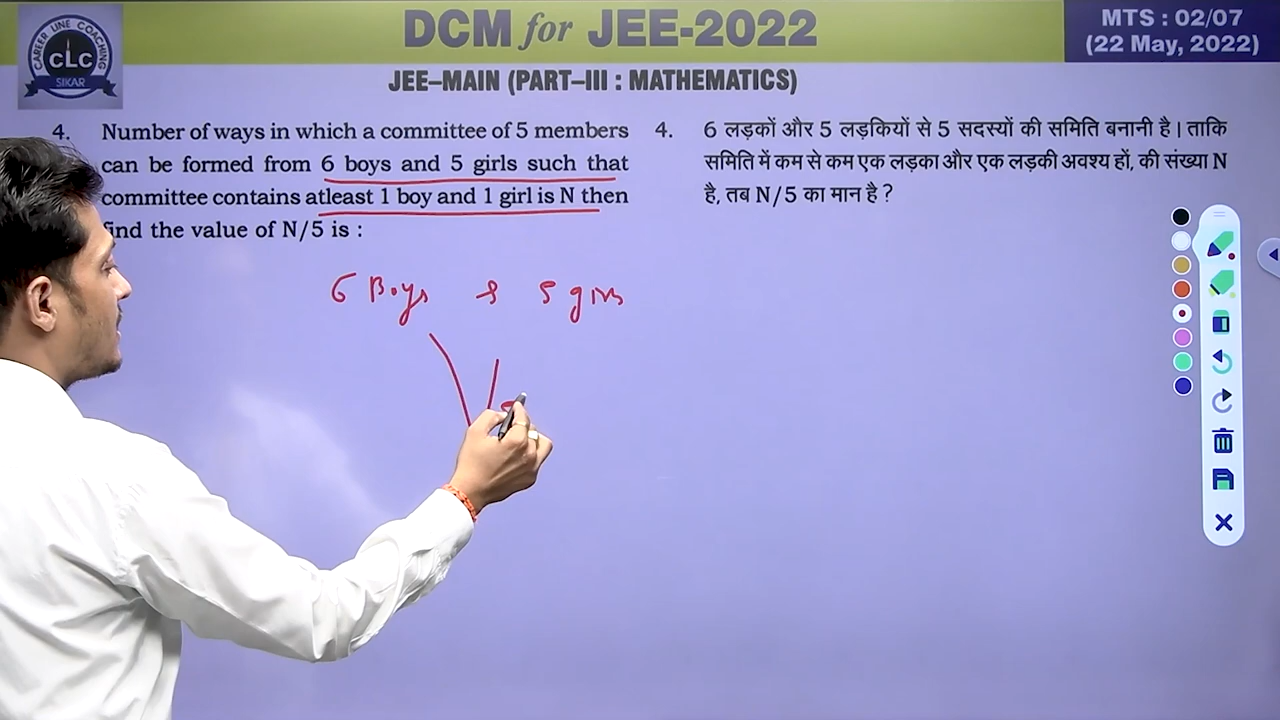 DCM for JEE-2022
MTS : 02/07
(22 May, 2022)
CAREER LINE COACHING
CLC
SIKAR
JEE–MAIN (PART–III : MATHEMATICS)
4. Number of ways in which a committee of 5 members
can be formed from 6 boys and 5 girls such that
committee contains atleast 1 boy and 1 girl is N then
find the value of N/5 is :
4. 6 लड़कों और 5 लड़कियों से 5 सदस्यों की समिति बनानी है। ताकि
समिति में कम से कम एक लड़का और एक लड़की अवश्य हों, की संख्या N
है, तब N/5 का मान है ?
6 Boys & 5 girls